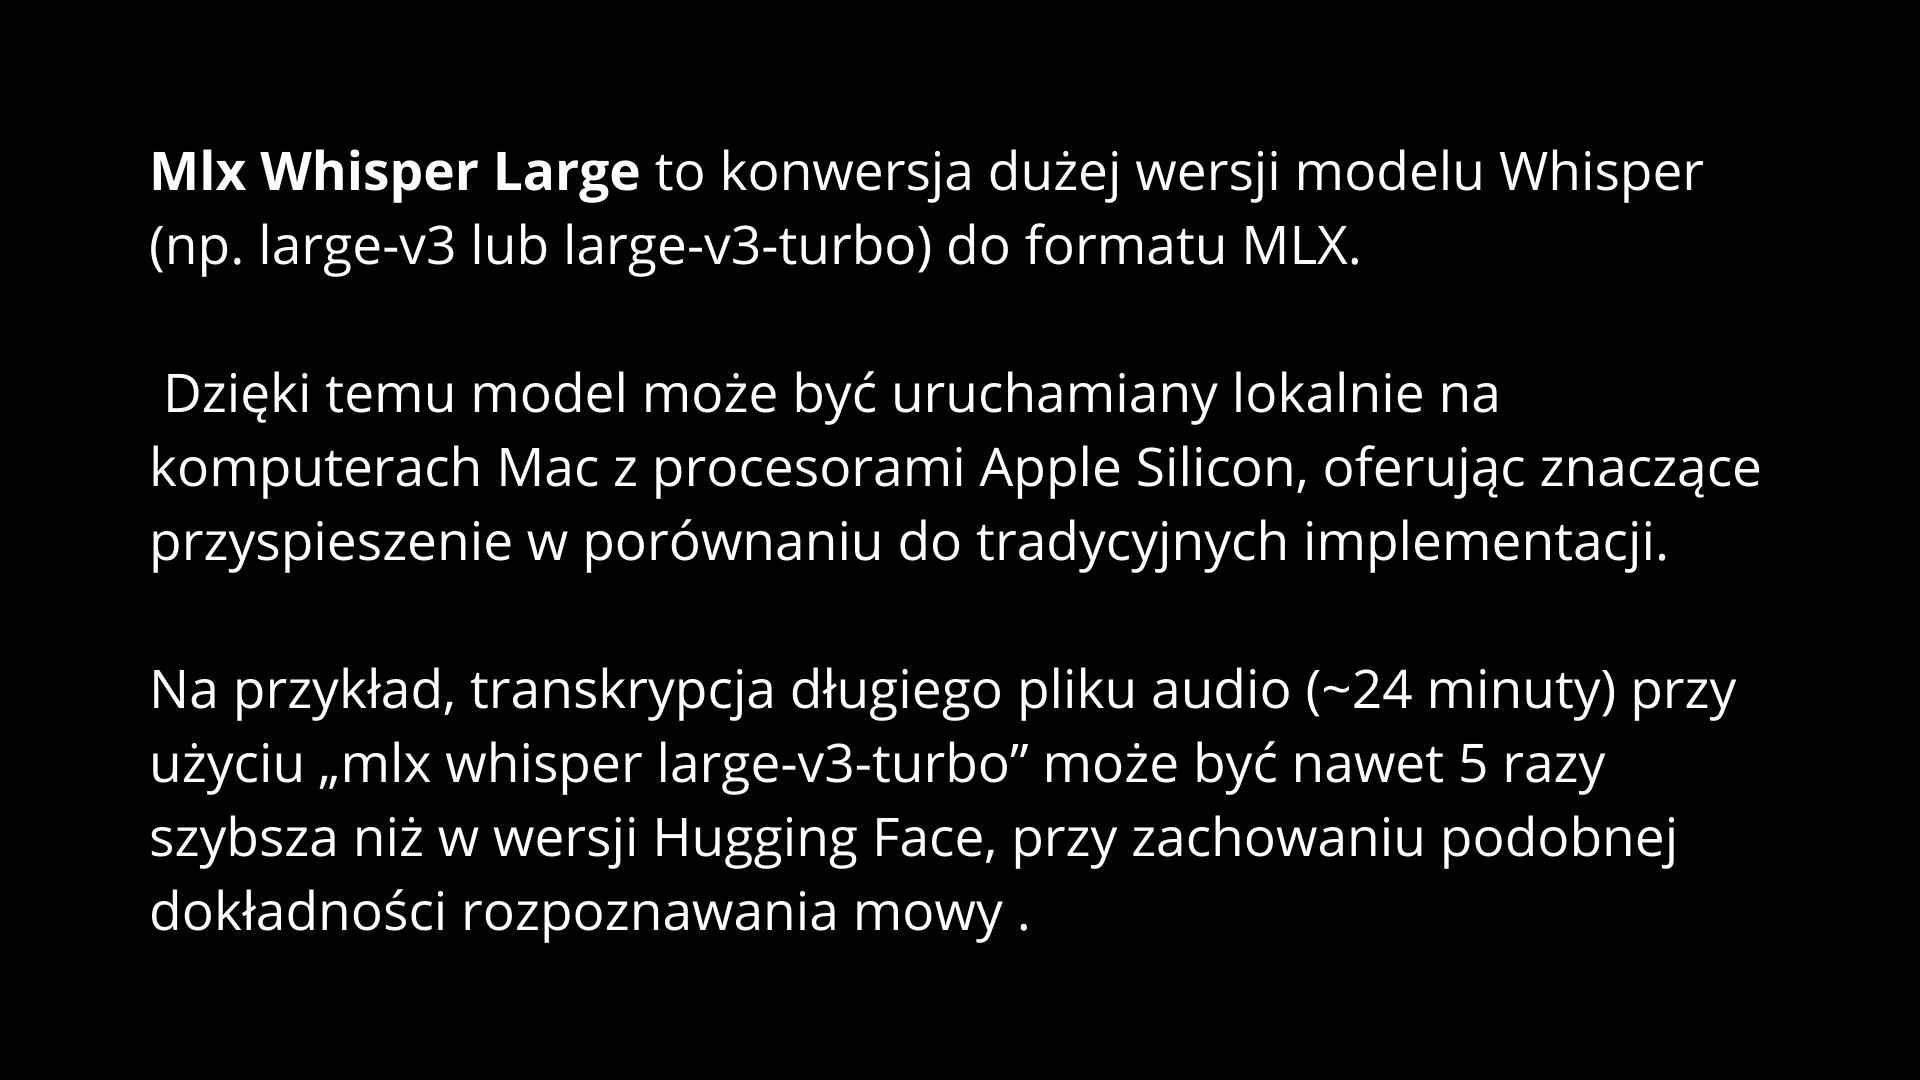 Mlx Whisper Large to konwersja dużej wersji modelu Whisper
(np. large-v3 lub large-v3-turbo) do formatu MLX.
Dzięki temu model może być uruchamiany lokalnie na
komputerach Mac z procesorami Apple Silicon, oferując znaczące
przyspieszenie w porównaniu do tradycyjnych implementacji.
Na przykład, transkrypcja długiego pliku audio (~24 minuty) przy
użyciu „mlx whisper large-v3-turbo” może być nawet 5 razy
szybsza niż w wersji Hugging Face, przy zachowaniu podobnej
dokładności rozpoznawania mowy .